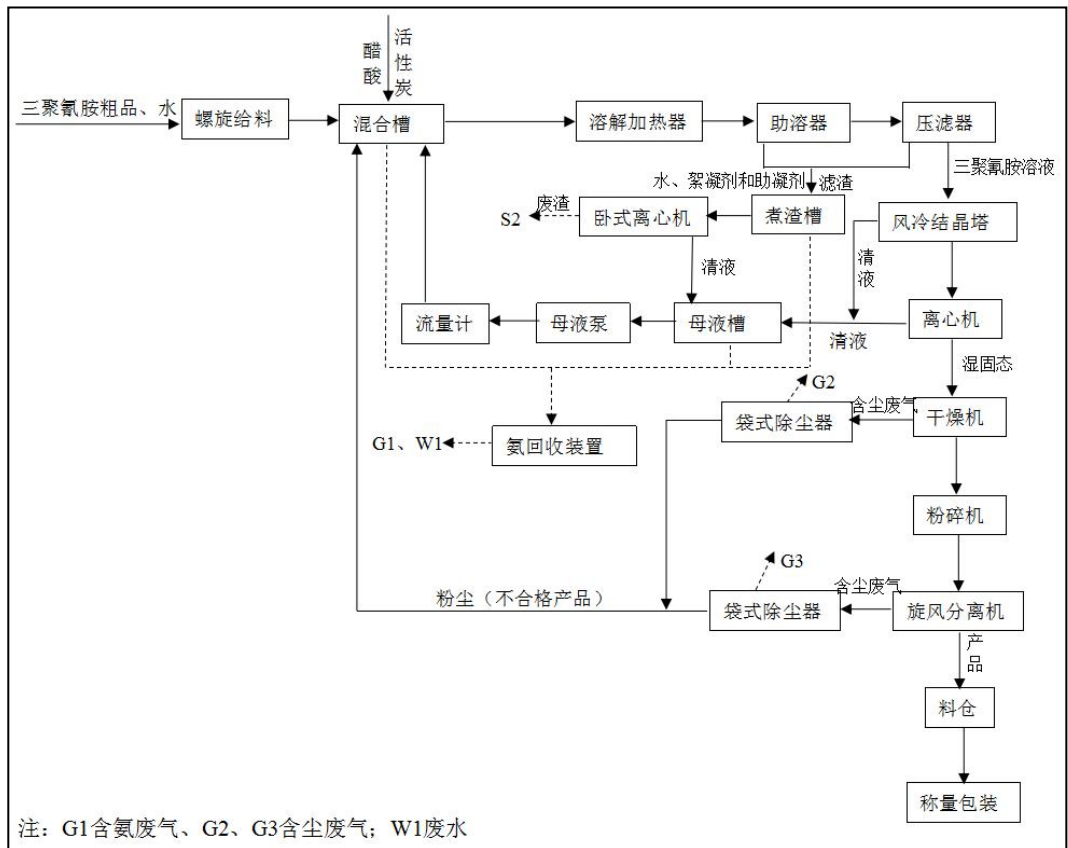 醋酸
活性炭
三聚氰胺粗品、水
螺旋给料
混合槽
溶解加热器
助溶器
压滤器
水、絮凝剂和助凝剂
滤渣
三聚氰胺溶液
废渣
S2
卧式离心机
煮渣槽
风冷结晶塔
清液
清液
流量计
母液泵
母液槽
清液
离心机
湿固态
G2
含尘废气
袋式除尘器
干燥机
G1、W1
氨回收装置
粉碎机
G3
含尘废气
粉尘（不合格产品）
袋式除尘器
旋风分离机
产品
料仓
称量包装
注：G1含氨废气、G2、G3含尘废气；W1废水